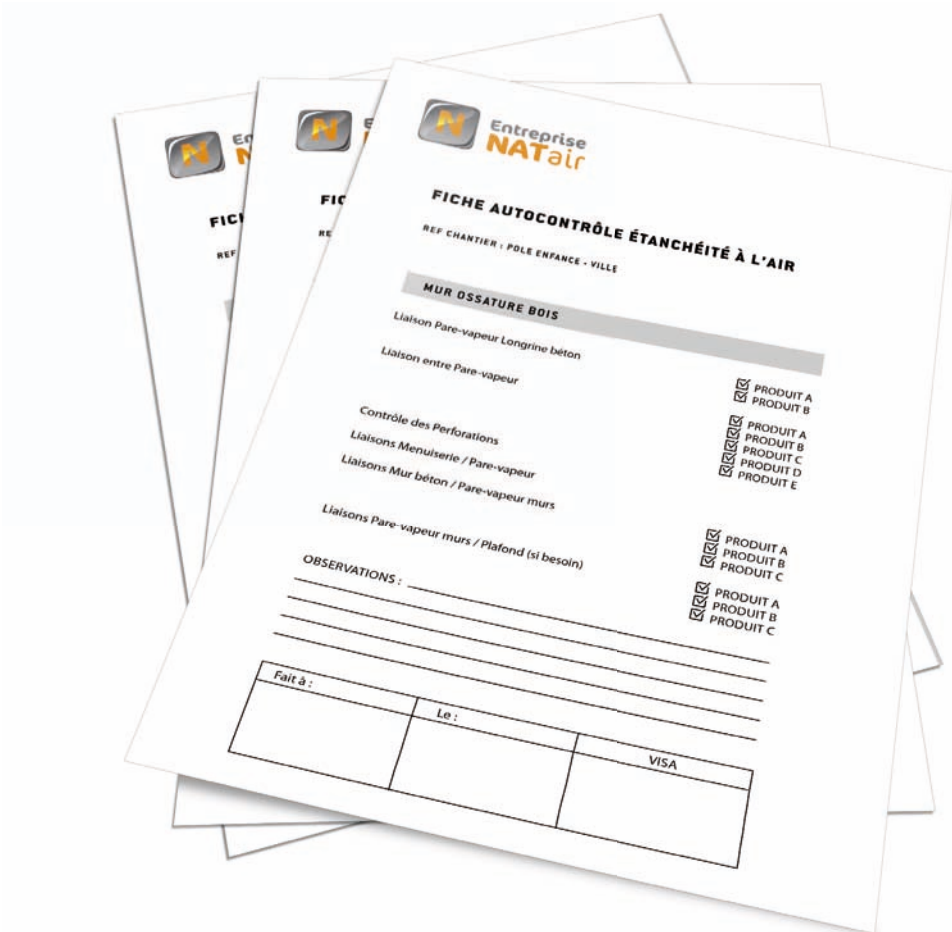 N
Entreprise
NATair
FICHE AUTOCONTRÔLE ÉTANCHÉITÉ À L'AIR
REF CHANTIER : POLE ENFANCE - VILLE
MUR OSSATURE BOIS
Liaison Pare-vapeur Longrine béton
PRODUIT A
PRODUIT B
Liaison entre Pare-vapeur
PRODUIT A
PRODUIT B
PRODUIT C
PRODUIT D
PRODUIT E
Contrôle des Perforations
Liaisons Menuiserie / Pare-vapeur
Liaisons Mur béton / Pare-vapeur murs
PRODUIT A
PRODUIT B
PRODUIT C
Liaisons Pare-vapeur murs / Plafond (si besoin)
PRODUIT A
PRODUIT B
PRODUIT C
OBSERVATIONS :
Fait à :
Le :
VISA
N
E
FIC
RE
N
En
N
FICH
REF